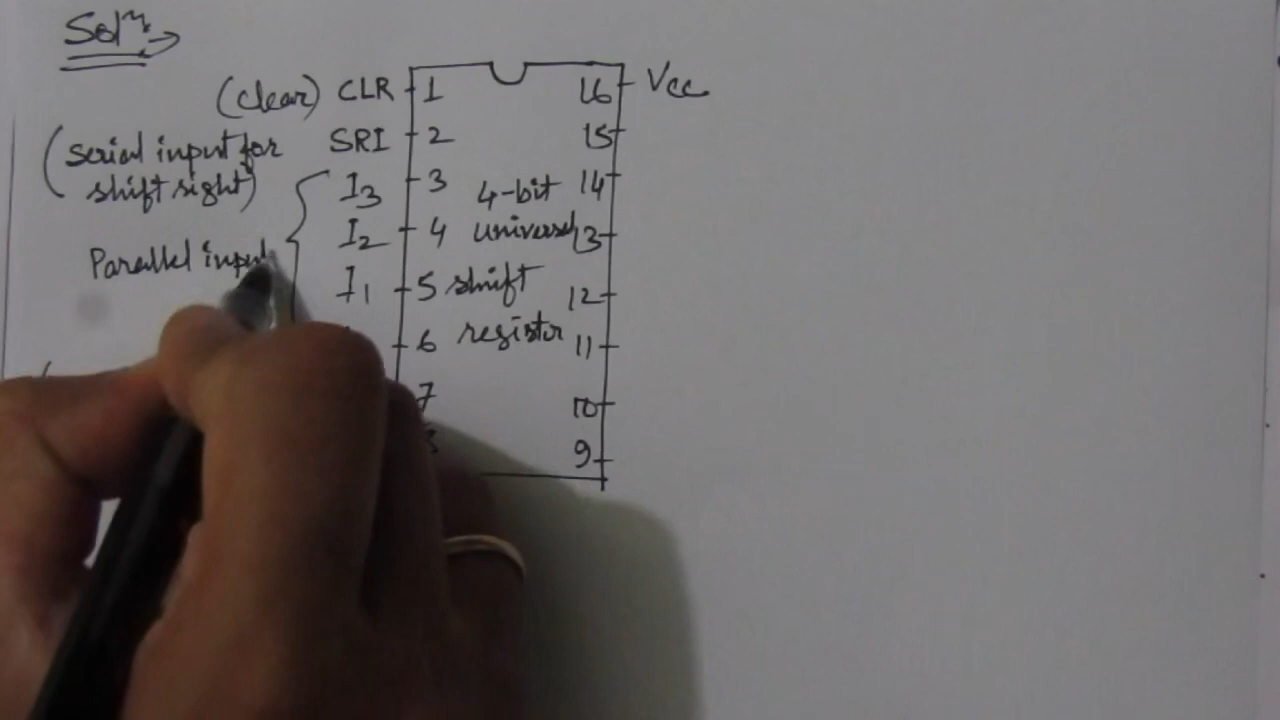 Solⁿ →
(clear) CLR 1 16 Vcc
(serial input for SRI 2 15
shift right)
I3 3 4-bit 14
I2 4 universal 13
Parallel input
I1 5 shift 12
6 register 11
7 10
9